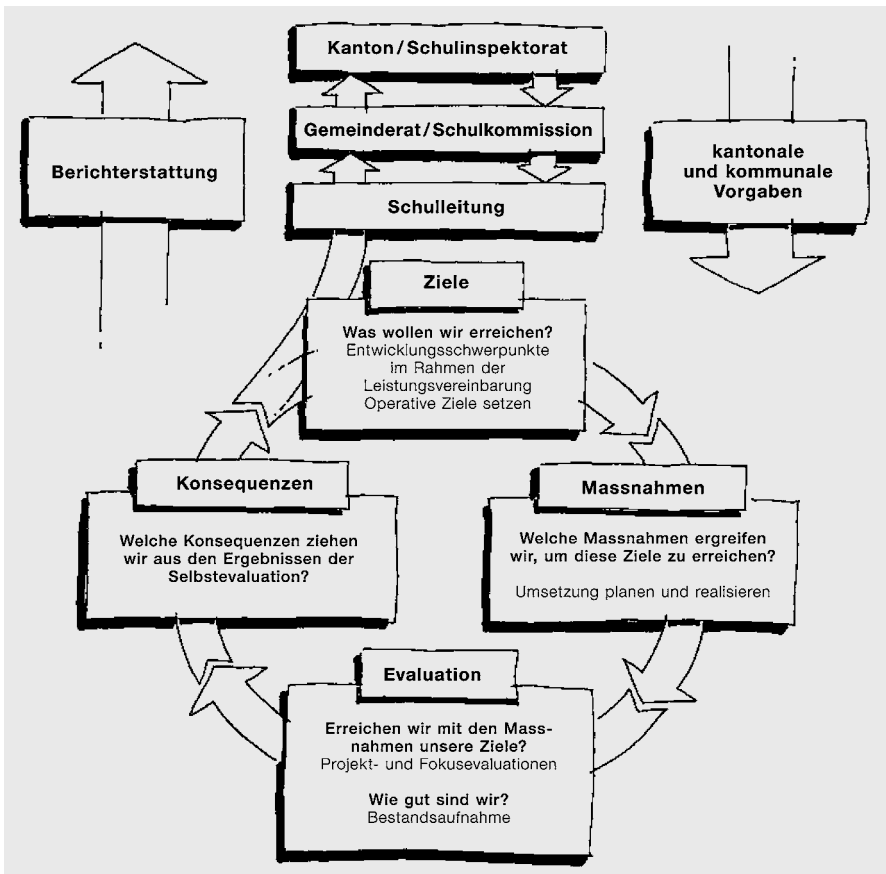 Kanton/Schulinspektorat
Gemeinderat/Schulkommission
Schulleitung
Berichterstattung
kantonale
und kommunale
Vorgaben
Ziele
Was wollen wir erreichen?
Entwicklungsschwerpunkte
im Rahmen der
Leistungsvereinbarung
Operative Ziele setzen
Konsequenzen
Welche Konsequenzen ziehen
wir aus den Ergebnissen der
Selbstevaluation?
Massnahmen
Welche Massnahmen ergreifen
wir, um diese Ziele zu erreichen?
Umsetzung planen und realisieren
Evaluation
Erreichen wir mit den Mass-
nahmen unsere Ziele?
Projekt- und Fokusevaluationen
Wie gut sind wir?
Bestandsaufnahme